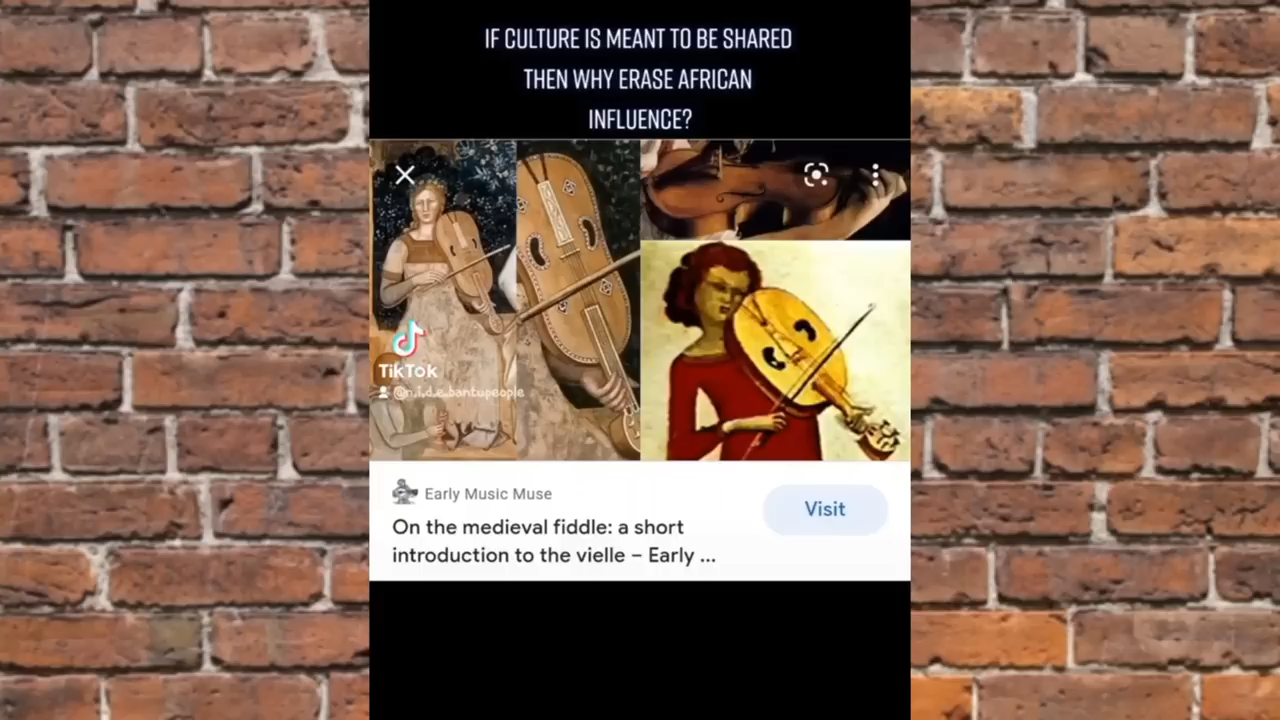 IF CULTURE IS MEANT TO BE SHARED
THEN WHY ERASE AFRICAN
INFLUENCE?
TikTok
@n.i.d.e.bantupeople
Early Music Muse
On the medieval fiddle: a short
introduction to the vielle – Early ...
Visit